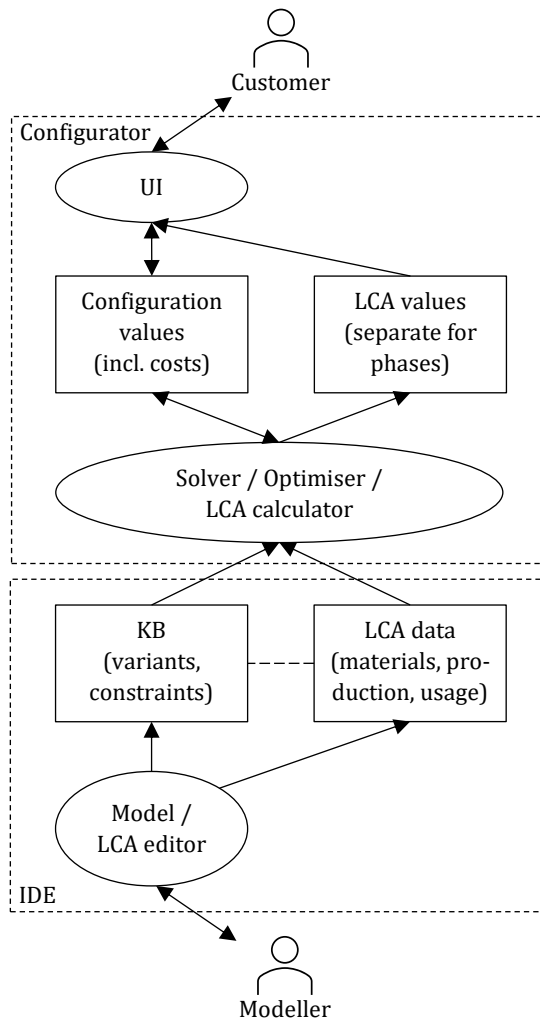 Customer
Configurator
UI
Configuration
values
(incl. costs)
LCA values
(separate for
phases)
Solver / Optimiser /
LCA calculator
KB
(variants,
constraints)
LCA data
(materials, pro-
duction, usage)
Model /
LCA editor
IDE
Modeller